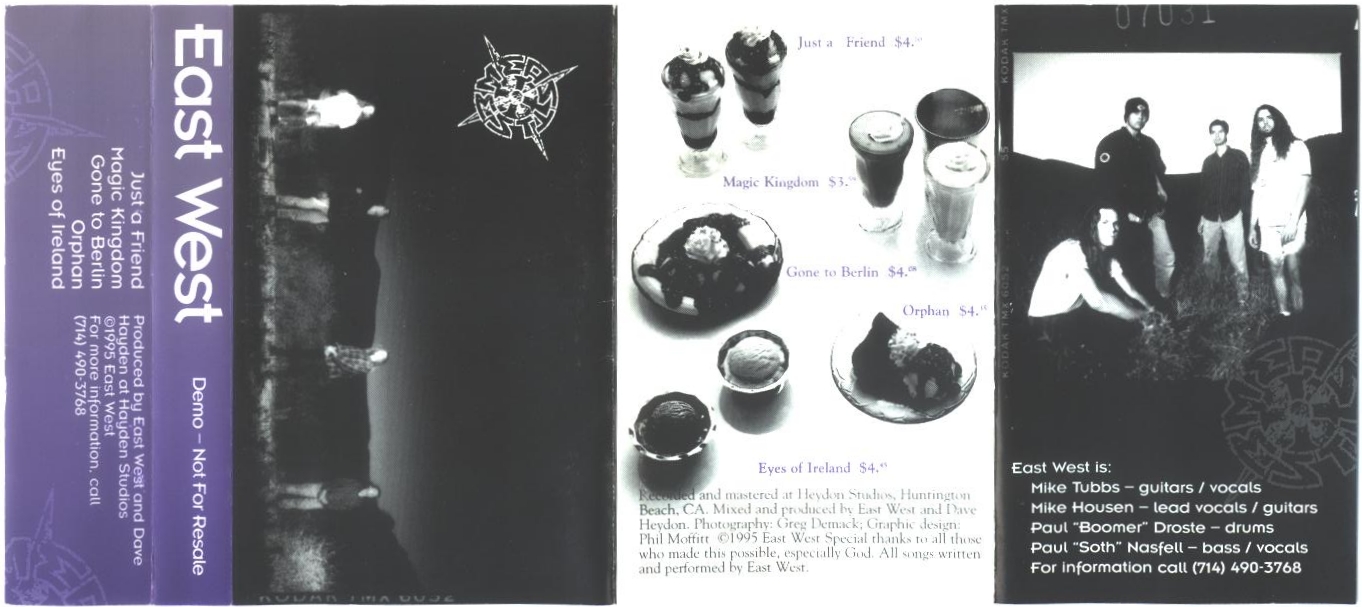 East West
Demo – Not For Resale
Just a Friend
Magic Kingdom
Gone to Berlin
Orphan
Eyes of Ireland
Produced by East West and Dave
Hayden at Hayden Studios
©1995 East West
For more information, call
(714) 490-3768
KODAK TMX 6052
Just a Friend $4.
Magic Kingdom $3.
Gone to Berlin $4.
Orphan $4.
Eyes of Ireland $4.
Recorded and mastered at Heydon Studios, Huntington
Beach, CA. Mixed and produced by East West and Dave
Heydon. Photography: Greg Demack; Graphic design:
Phil Moffitt ©1995 East West Special thanks to all those
who made this possible, especially God. All songs written
and performed by East West.
07031
KODAK TMX
53
KODAK TMX 6052
East West is:
Mike Tubbs – guitars / vocals
Mike Housen – lead vocals / guitars
Paul "Boomer" Droste – drums
Paul "Soth" Nasfell – bass / vocals
For information call (714) 490-3768